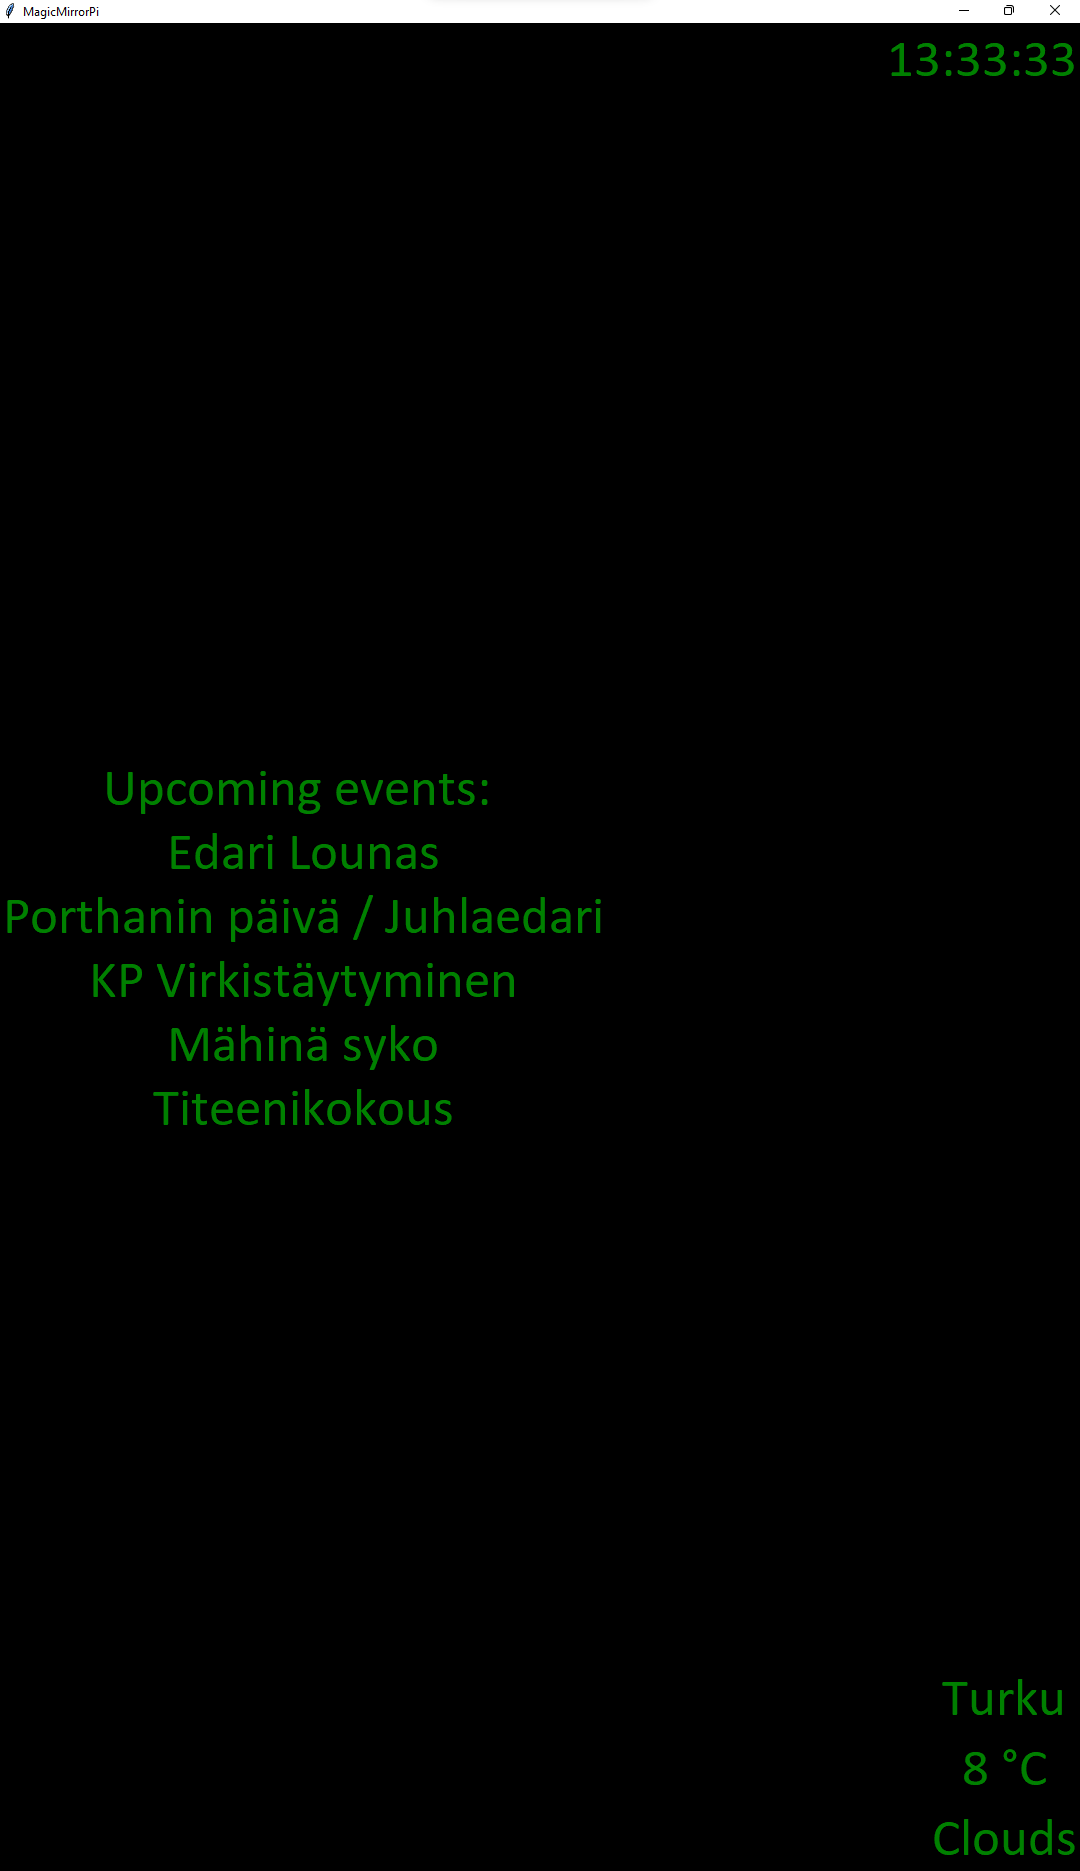 MagicMirrorPi
13:33:33
Upcoming events:
Edari Lounas
Porthanin päivä / Juhlaedari
KP Virkistäytyminen
Mähinä syko
Titeenikokous
Turku
8 °C
Clouds